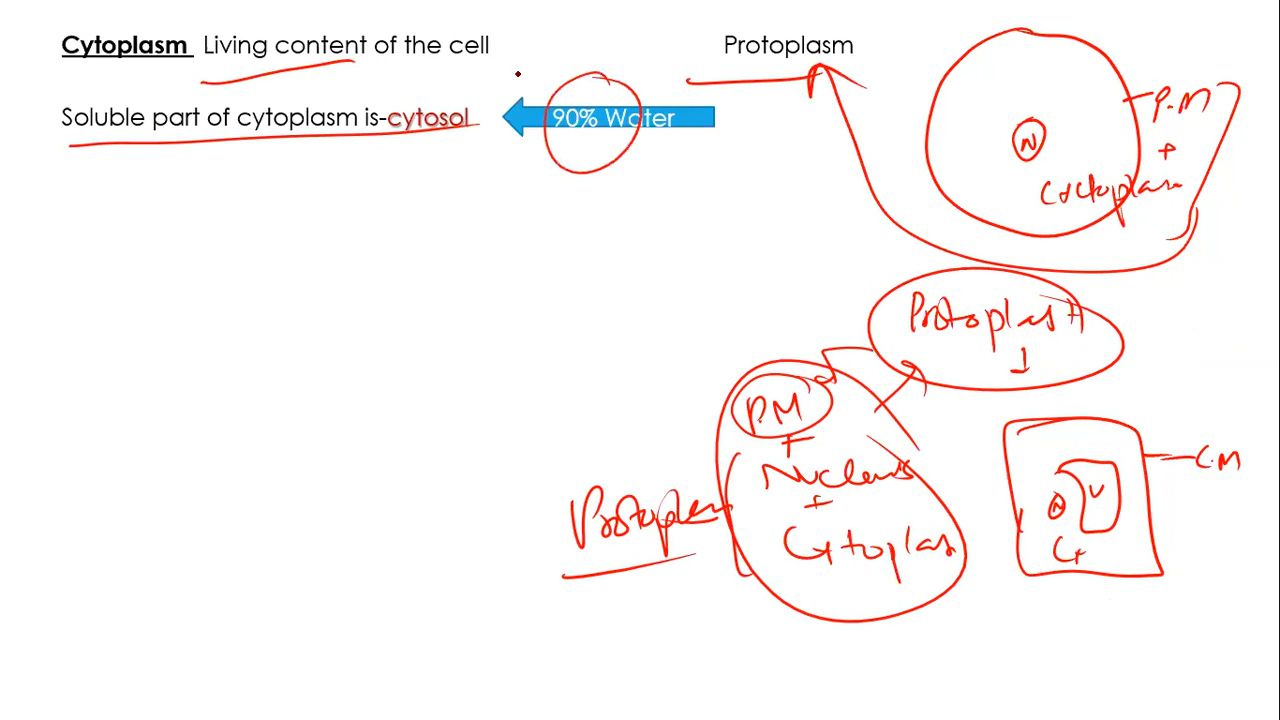 Cytoplasm Living content of the cell
Protoplasm
Soluble part of cytoplasm is-cytosol
90% Water
P.M
+
N
Cytoplasm
Protoplast
P.M
+
Nucleus
+
Cytoplasm
Protoplasm
C.M
N
V
Cy